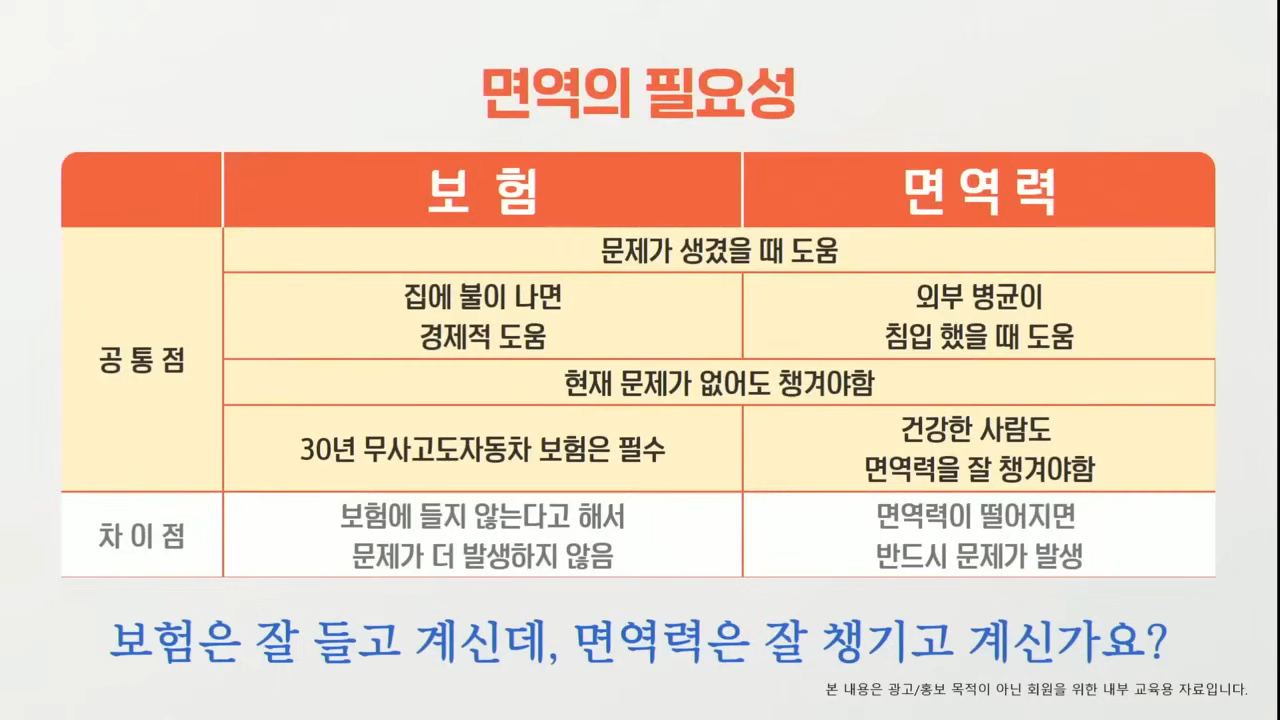 면역의 필요성
보 험
면 역 력
공 통 점
문제가 생겼을 때 도움
집에 불이 나면
경제적 도움
외부 병균이
침입 했을 때 도움
현재 문제가 없어도 챙겨야함
30년 무사고도자동차 보험은 필수
건강한 사람도
면역력을 잘 챙겨야함
차 이 점
보험에 들지 않는다고 해서
문제가 더 발생하지 않음
면역력이 떨어지면
반드시 문제가 발생
보험은 잘 들고 계신데, 면역력은 잘 챙기고 계신가요?
본 내용은 광고/홍보 목적이 아닌 회원을 위한 내부 교육용 자료입니다.